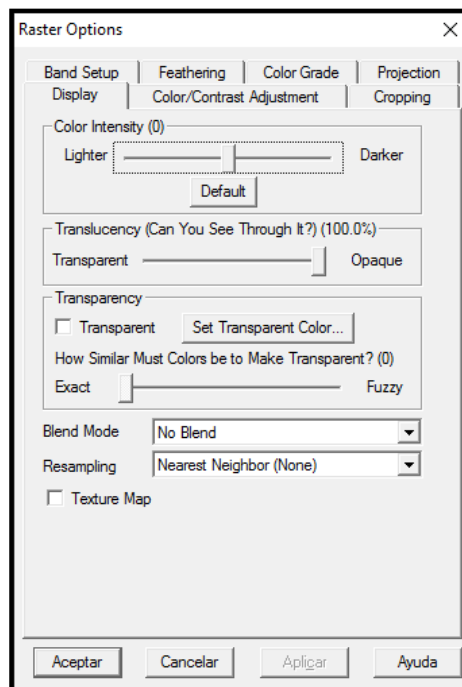 Raster Options
Band Setup Feathering Color Grade Projection
Display Color/Contrast Adjustment Cropping
Color Intensity (0)
Lighter Darker
Default
Translucency (Can You See Through It?) (100.0%)
Transparent Opaque
Transparency
Transparent Set Transparent Color...
How Similar Must Colors be to Make Transparent? (0)
Exact Fuzzy
Blend Mode No Blend
Resampling Nearest Neighbor (None)
Texture Map
Aceptar Cancelar Aplicar Ayuda